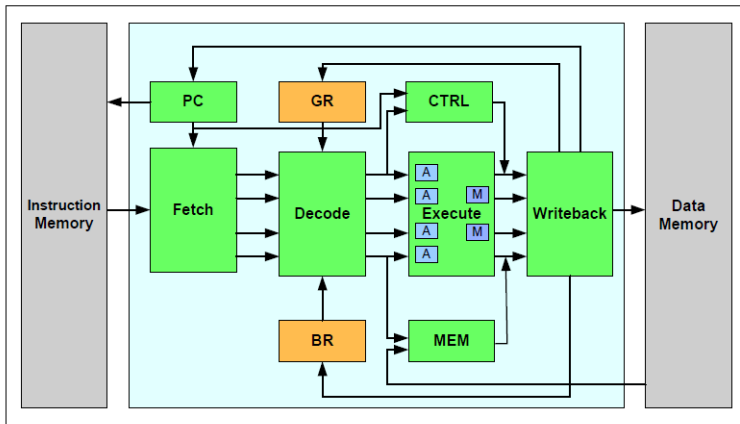 PC
GR
CTRL
Instruction
Memory
Fetch
Decode
A
A
A
A
M
M
Execute
Writeback
Data
Memory
BR
MEM